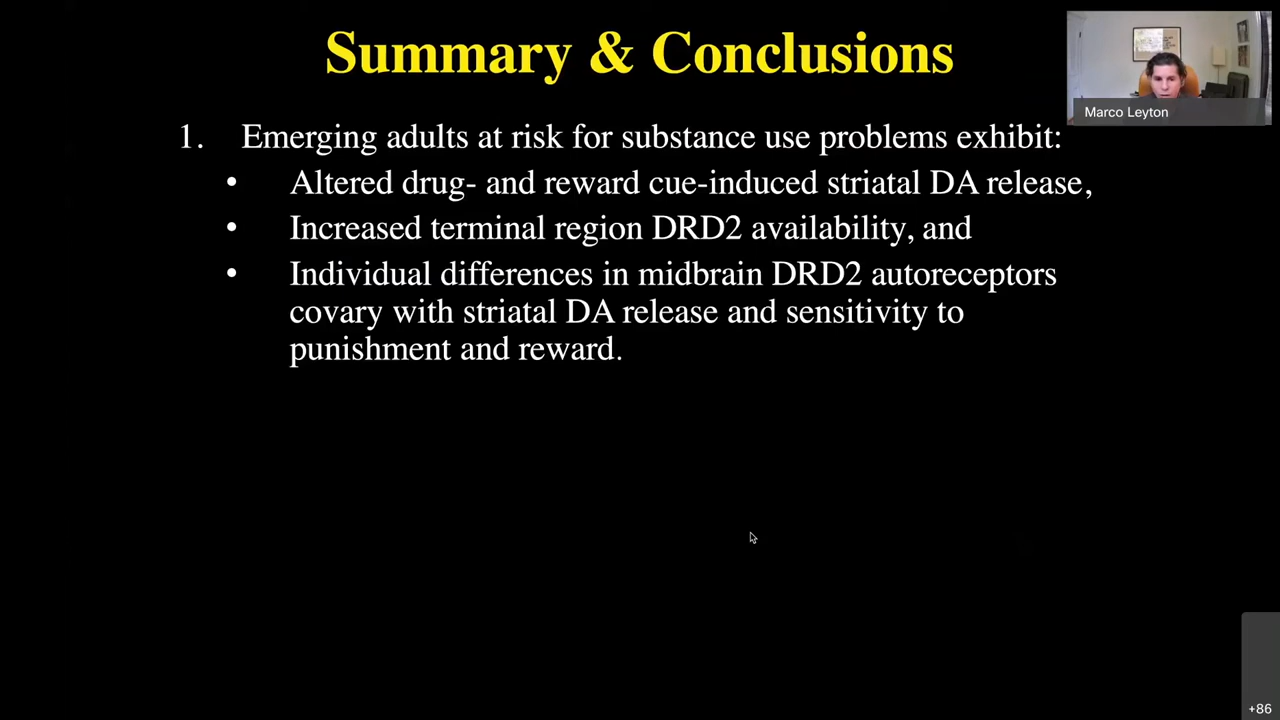 Summary & Conclusions
Marco Leyton
1. Emerging adults at risk for substance use problems exhibit:
• Altered drug- and reward cue-induced striatal DA release,
• Increased terminal region DRD2 availability, and
• Individual differences in midbrain DRD2 autoreceptors
covary with striatal DA release and sensitivity to
punishment and reward.
+86